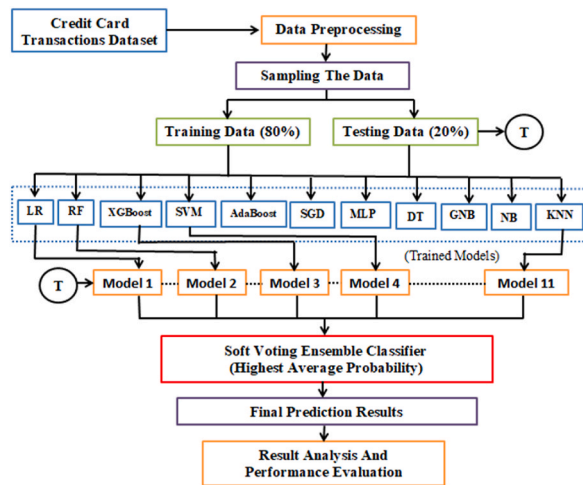 Credit Card
Transactions Dataset
Data Preprocessing
Sampling The Data
Training Data (80%)
Testing Data (20%)
T
LR
RF
XGBoost
SVM
AdaBoost
SGD
MLP
DT
GNB
NB
KNN
(Trained Models)
T
Model 1
Model 2
Model 3
Model 4
Model 11
Soft Voting Ensemble Classifier
(Highest Average Probability)
Final Prediction Results
Result Analysis And
Performance Evaluation